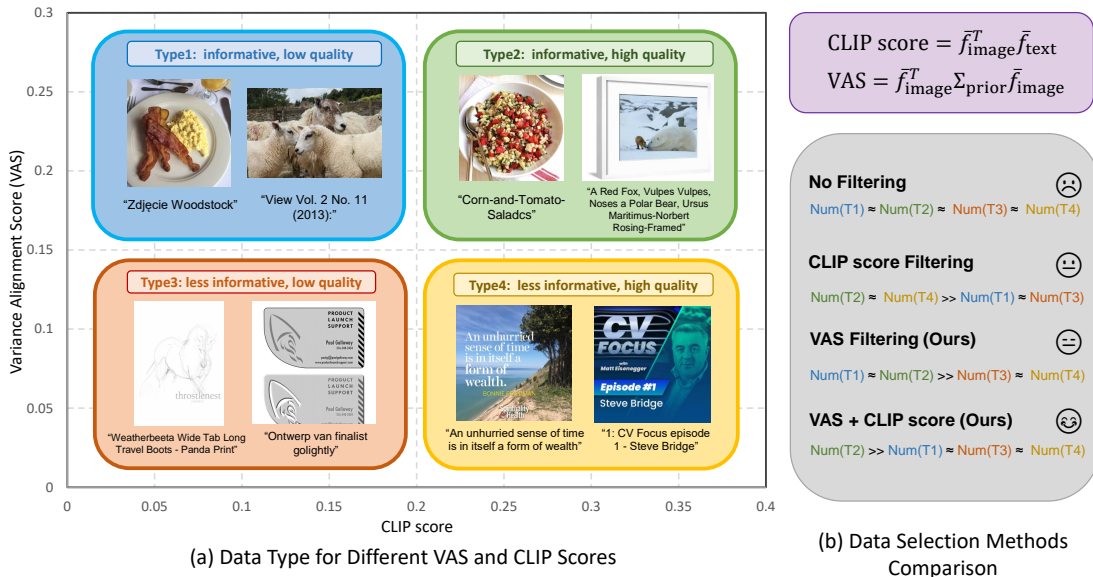 Variance Alignment Score (VAS)
0.3
0.25
0.2
0.15
0.1
0.05
0
0
0.05
0.1
0.15
0.2
0.25
0.3
0.35
0.4
CLIP score
Type1: informative, low quality
"Zdjęcie Woodstock"
"View Vol. 2 No. 11
(2013):"
Type2: informative, high quality
"Corn-and-Tomato-
Saladcs"
"A Red Fox, Vulpes Vulpes,
Noses a Polar Bear, Ursus
Maritimus-Norbert
Rosing-Framed"
Type3: less informative, low quality
throstlenest
PRODUCT
LAUNCH
SUPPORT
Paul Galloway
PRODUCT
LAUNCH
SUPPORT
Paul Galloway
"Weatherbeeta Wide Tab Long
Travel Boots - Panda Print"
"Ontwerp van finalist
golightly"
Type4: less informative, high quality
An unhurried
sense of time
is in itself a
form of
wealth.
CV
FOCUS
with
Matt Eisenegger
Episode #1
Steve Bridge
"An unhurried sense of time
is in itself a form of wealth"
"1: CV Focus episode
1 - Steve Bridge"
(a) Data Type for Different VAS and CLIP Scores
CLIP score = f̄ᵀimage f̄text
VAS = f̄ᵀimage Σprior f̄image
No Filtering
Num(T1) ≈ Num(T2) ≈ Num(T3) ≈ Num(T4)
CLIP score Filtering
Num(T2) ≈ Num(T4) >> Num(T1) ≈ Num(T3)
VAS Filtering (Ours)
Num(T1) ≈ Num(T2) >> Num(T3) ≈ Num(T4)
VAS + CLIP score (Ours)
Num(T2) >> Num(T1) ≈ Num(T3) ≈ Num(T4)
(b) Data Selection Methods
Comparison